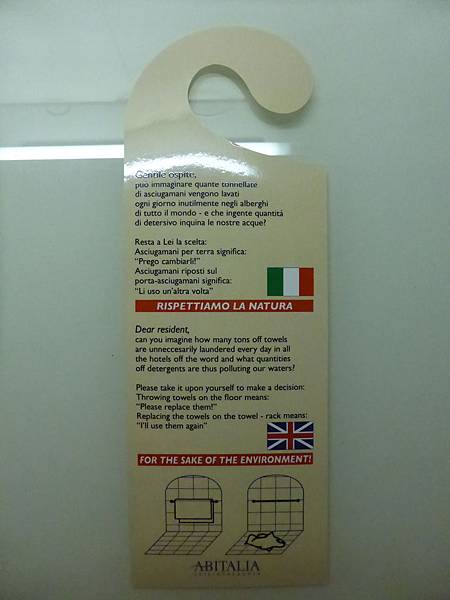 Gentile ospite,
può immaginare quante tonnellate
di asciugamani vengono lavati
ogni giorno inutilmente negli alberghi
di tutto il mondo - e che ingente quantitá
di detersivo inquina le nostre acque?
Resta a Lei la scelta:
Asciugamani per terra significa:
"Prego cambiarli!"
Asciugamani riposti sul
porta-asciugamani significa:
"Li uso un'altra volta"
RISPETTIAMO LA NATURA
Dear resident,
can you imagine how many tons off towels
are unneccesarily laundered every day in all
the hotels off the word and what quantities
off detergents are thus polluting our waters?
Please take it upon yourself to make a decision:
Throwing towels on the floor means:
"Please replace them!"
Replacing the towels on the towel - rack means:
"I'll use them again"
FOR THE SAKE OF THE ENVIRONMENT!
ABITALIA